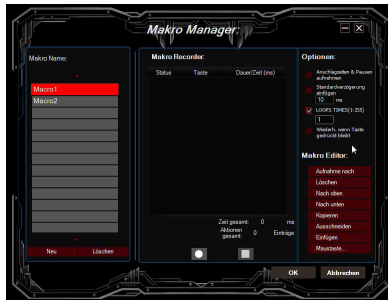 Makro Manager:
Makro Name:
Macro1
Macro2
Neu
Löschen
Makro Recorder:
Status Taste Dauer/Zeit (ms)
Zeit gesamt: 0 ms
Aktionen gesamt: 0 Einträge
Optionen:
Anschlagzeiten & Pausen
aufnehmen
Standardverzögerung
einfügen
10 ms
LOOPS TIMES(1-255)
1
Wiederh. wenn Taste
gedrückt bleibt
Makro Editor:
Aufnahme nach
Löschen
Nach oben
Nach unten
Kopieren
Ausschneiden
Einfügen
Maustaste...
OK
Abbrechen